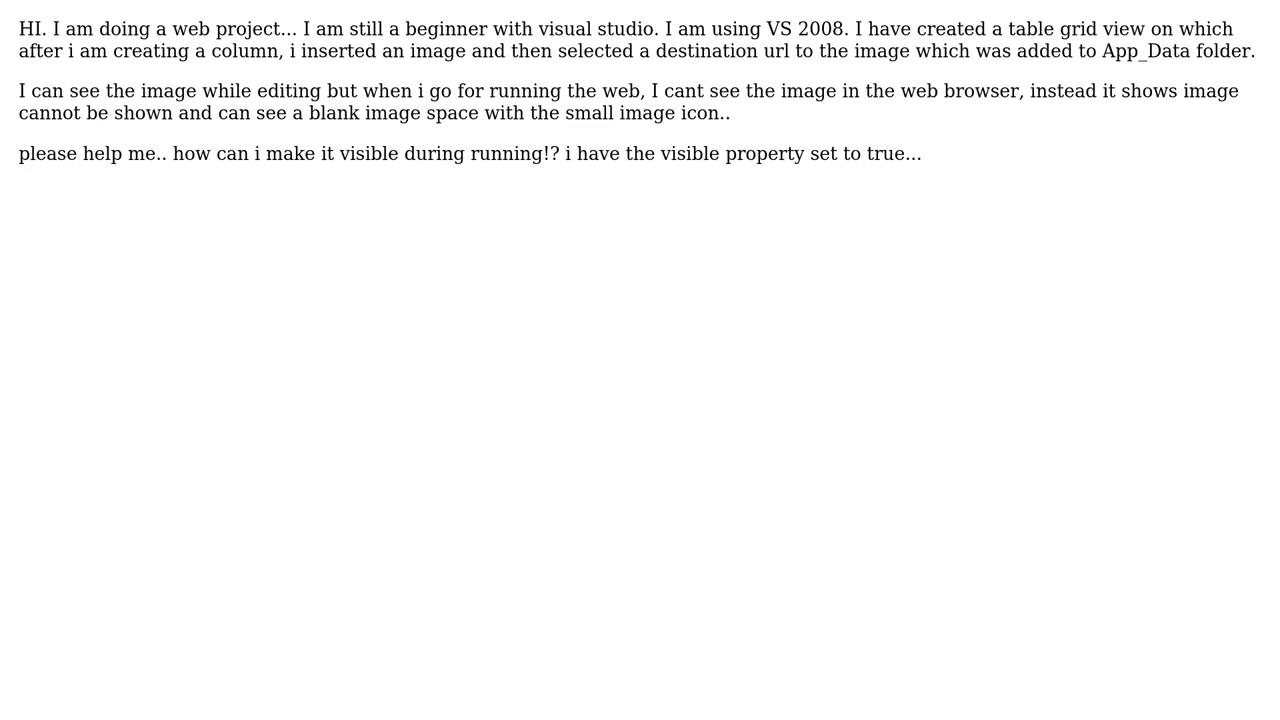 HI. I am doing a web project... I am still a beginner with visual studio. I am using VS 2008. I have created a table grid view on which
after i am creating a column, i inserted an image and then selected a destination url to the image which was added to App_Data folder.
I can see the image while editing but when i go for running the web, I cant see the image in the web browser, instead it shows image
cannot be shown and can see a blank image space with the small image icon..
please help me.. how can i make it visible during running!? i have the visible property set to true...